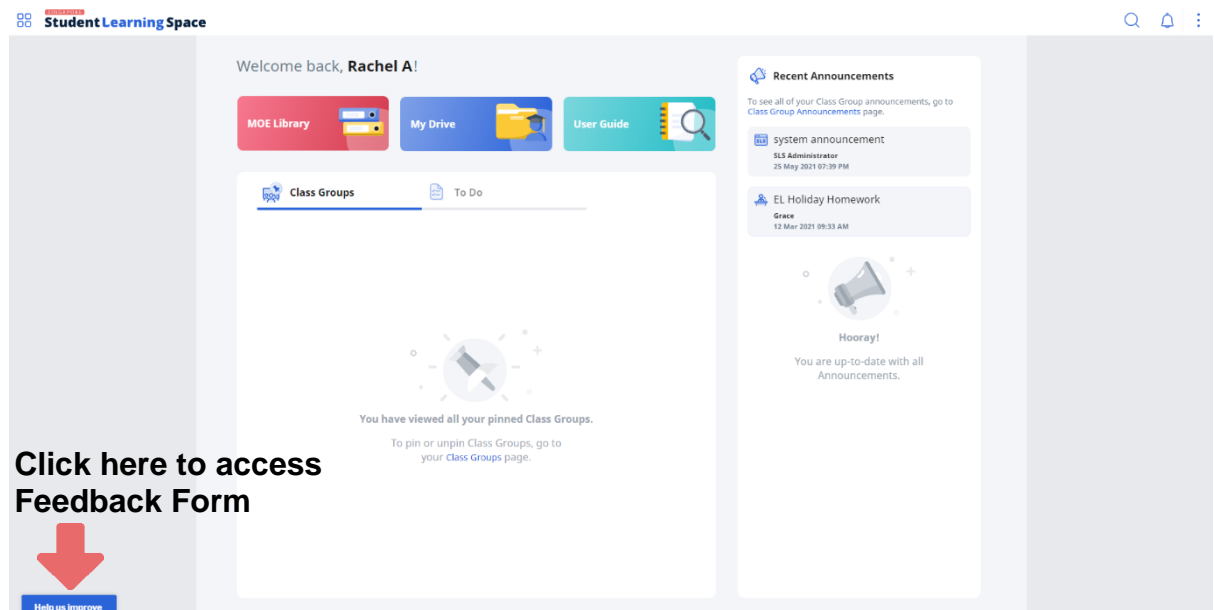 SINGAPORE
Student Learning Space
Welcome back, Rachel A!
MOE Library
My Drive
User Guide
Class Groups
To Do
You have viewed all your pinned Class Groups.
To pin or unpin Class Groups, go to
your Class Groups page.
Recent Announcements
To see all of your Class Group announcements, go to
Class Group Announcements page.
SLS
system announcement
SLS Administrator
25 May 2021 07:39 PM
EL Holiday Homework
Grace
12 Mar 2021 09:33 AM
Hooray!
You are up-to-date with all
Announcements.
Click here to access
Feedback Form
Help us improve